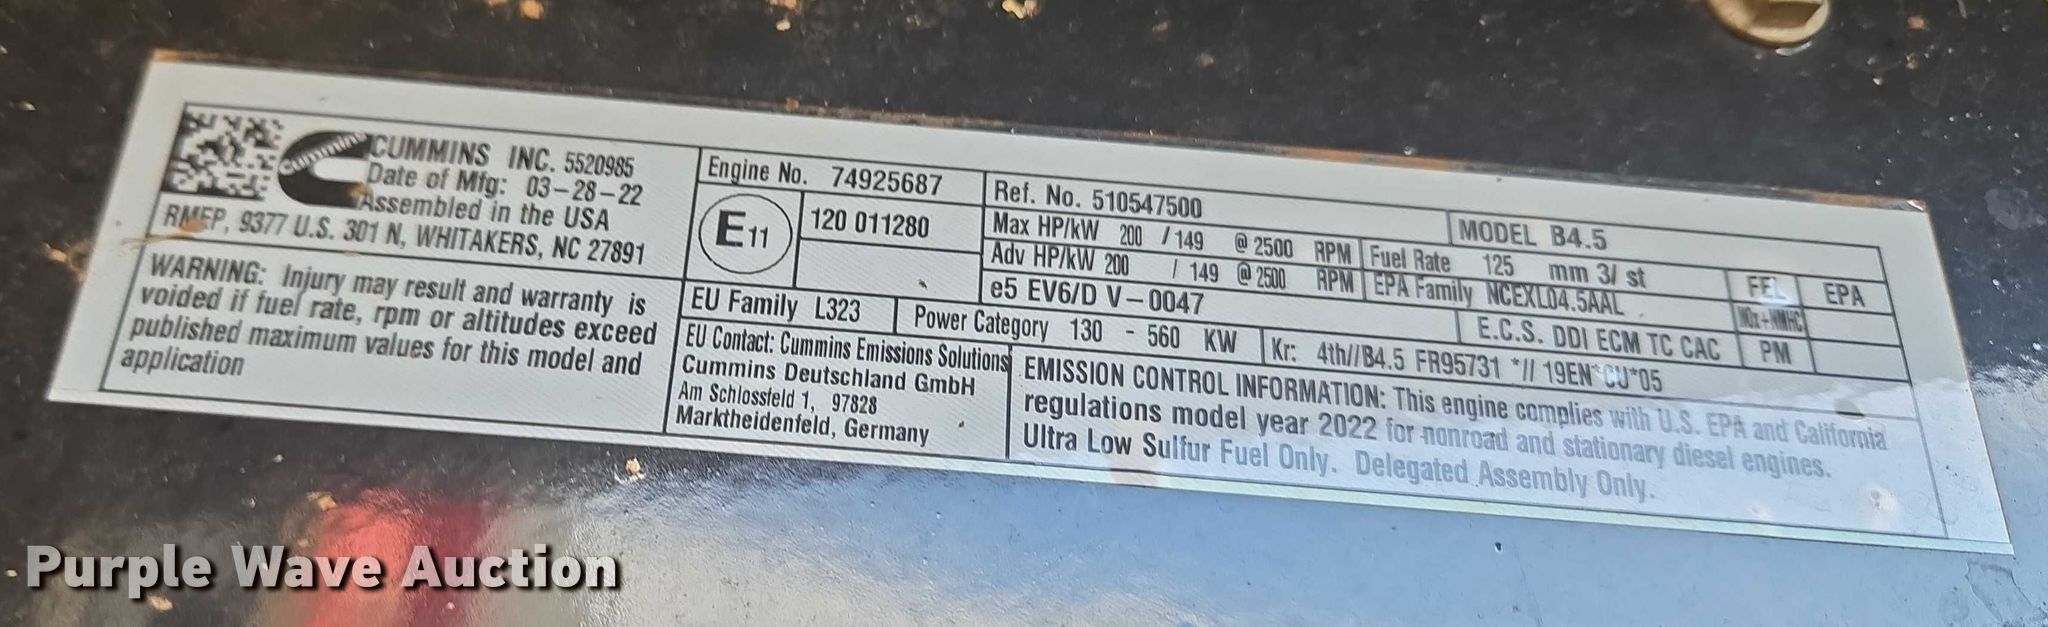 cummins
CUMMINS INC. 5520985
Date of Mfg: 03-28-22
Assembled in the USA
RMEP, 9377 U.S. 301 N, WHITAKERS, NC 27891
WARNING: Injury may result and warranty is
voided if fuel rate, rpm or altitudes exceed
published maximum values for this model and
application
Engine No. 74925687
E11
120 011280
EU Family L323
EU Contact: Cummins Emissions Solutions
Cummins Deutschland GmbH
Am Schlossfeld 1, 97828
Marktheidenfeld, Germany
Ref. No. 510547500
MODEL B4.5
Max HP/kW 200 / 149 @ 2500 RPM
Fuel Rate 125 mm 3/ st
Adv HP/kW 200 / 149 @ 2500 RPM
EPA Family NCEXL04.5AAL
FEL
EPA
NOx+NMHC
PM
e5 EV6/D V-0047
E.C.S. DDI ECM TC CAC
Power Category 130 - 560 KW
Kr: 4th//B4.5 FR95731 *// 19EN*CU*05
EMISSION CONTROL INFORMATION: This engine complies with U.S. EPA and California
regulations model year 2022 for nonroad and stationary diesel engines.
Ultra Low Sulfur Fuel Only. Delegated Assembly Only.
Purple Wave Auction